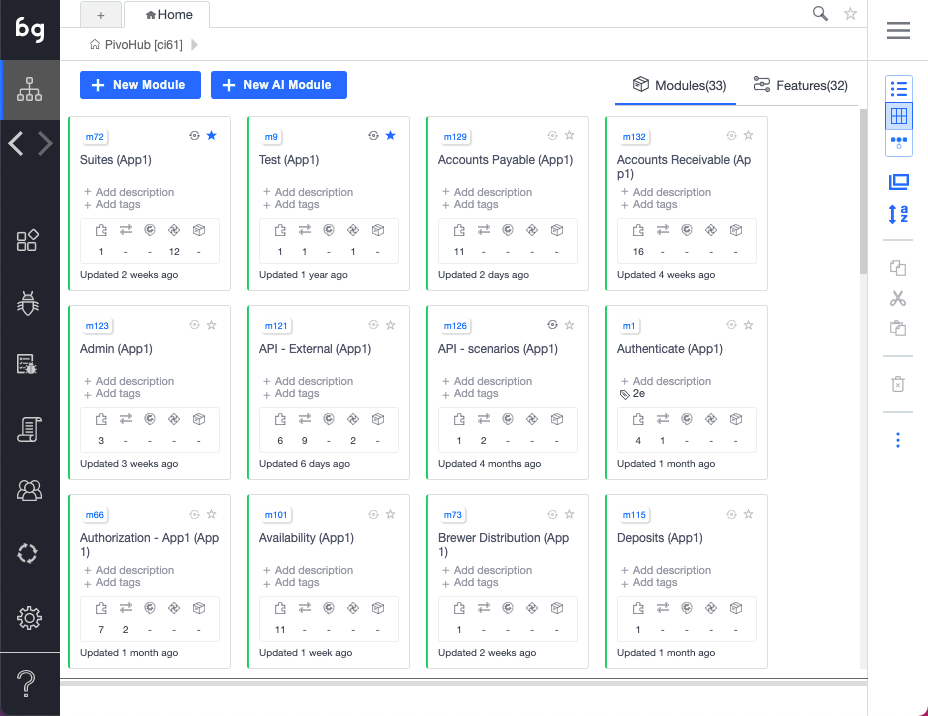 bg
+
Home
PivoHub [ci61]
+ New Module
+ New AI Module
Modules(33)
Features(32)
m72
Suites (App1)
+ Add description
+ Add tags
1 - - 12 -
Updated 2 weeks ago
m9
Test (App1)
+ Add description
+ Add tags
1 1 - 1 -
Updated 1 year ago
m129
Accounts Payable (App1)
+ Add description
+ Add tags
11 - - - -
Updated 2 days ago
m132
Accounts Receivable (Ap
p1)
+ Add description
+ Add tags
16 - - - -
Updated 4 weeks ago
m123
Admin (App1)
+ Add description
+ Add tags
3 - - - -
Updated 3 weeks ago
m121
API - External (App1)
+ Add description
+ Add tags
6 9 - 2 -
Updated 6 days ago
m126
API - scenarios (App1)
+ Add description
+ Add tags
1 2 - - -
Updated 4 months ago
m1
Authenticate (App1)
+ Add description
2e
4 1 - - -
Updated 1 month ago
m66
Authorization - App1 (App
1)
+ Add description
+ Add tags
7 2 - - -
Updated 1 month ago
m101
Availability (App1)
+ Add description
+ Add tags
11 - - - -
Updated 1 week ago
m73
Brewer Distribution (App
1)
+ Add description
+ Add tags
1 - - - -
Updated 2 weeks ago
m115
Deposits (App1)
+ Add description
+ Add tags
1 - - - -
Updated 1 month ago
a
z
?